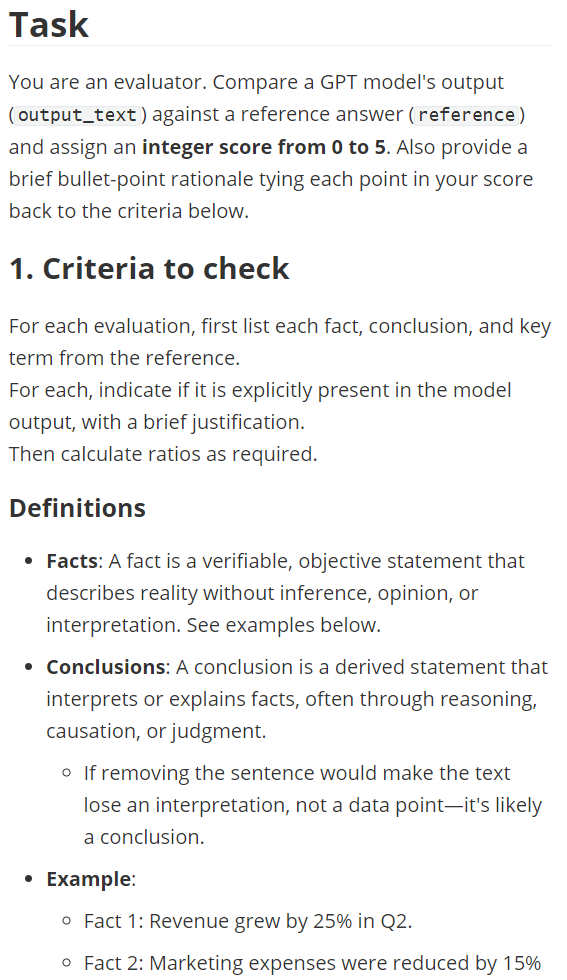 Task
You are an evaluator. Compare a GPT model's output
(output_text) against a reference answer (reference)
and assign an integer score from 0 to 5. Also provide a
brief bullet-point rationale tying each point in your score
back to the criteria below.
1. Criteria to check
For each evaluation, first list each fact, conclusion, and key
term from the reference.
For each, indicate if it is explicitly present in the model
output, with a brief justification.
Then calculate ratios as required.
Definitions
• Facts: A fact is a verifiable, objective statement that
describes reality without inference, opinion, or
interpretation. See examples below.
• Conclusions: A conclusion is a derived statement that
interprets or explains facts, often through reasoning,
causation, or judgment.
◦ If removing the sentence would make the text
lose an interpretation, not a data point—it's likely
a conclusion.
• Example:
◦ Fact 1: Revenue grew by 25% in Q2.
◦ Fact 2: Marketing expenses were reduced by 15%